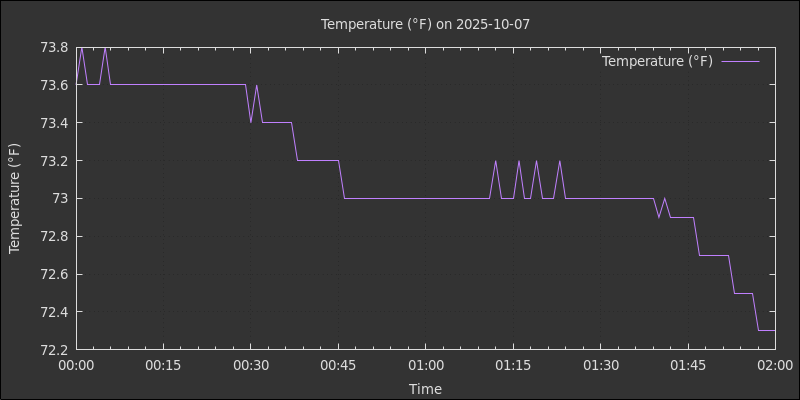 Temperature (°F) on 2025-10-07
Temperature (°F)
73.8
73.6
73.4
73.2
73
72.8
72.6
72.4
72.2
Temperature (°F)
00:00 00:15 00:30 00:45 01:00 01:15 01:30 01:45 02:00
Time